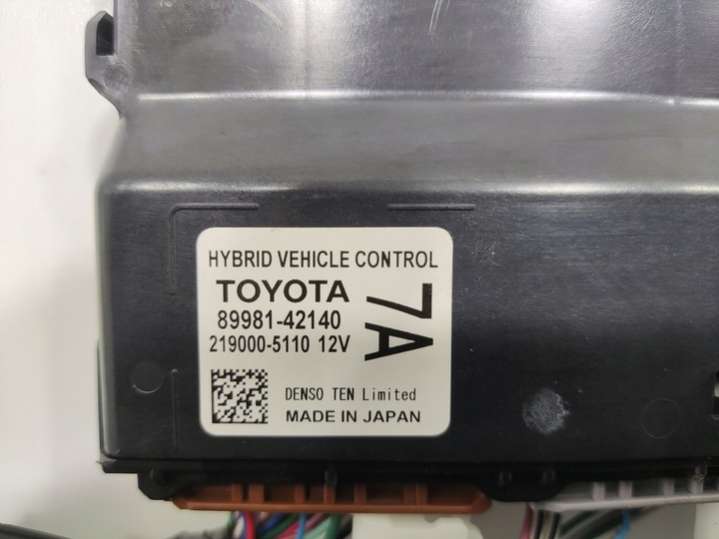 HYBRID VEHICLE CONTROL
TOYOTA
89981-42140
219000-5110 12V
7A
DENSO TEN Limited
MADE IN JAPAN